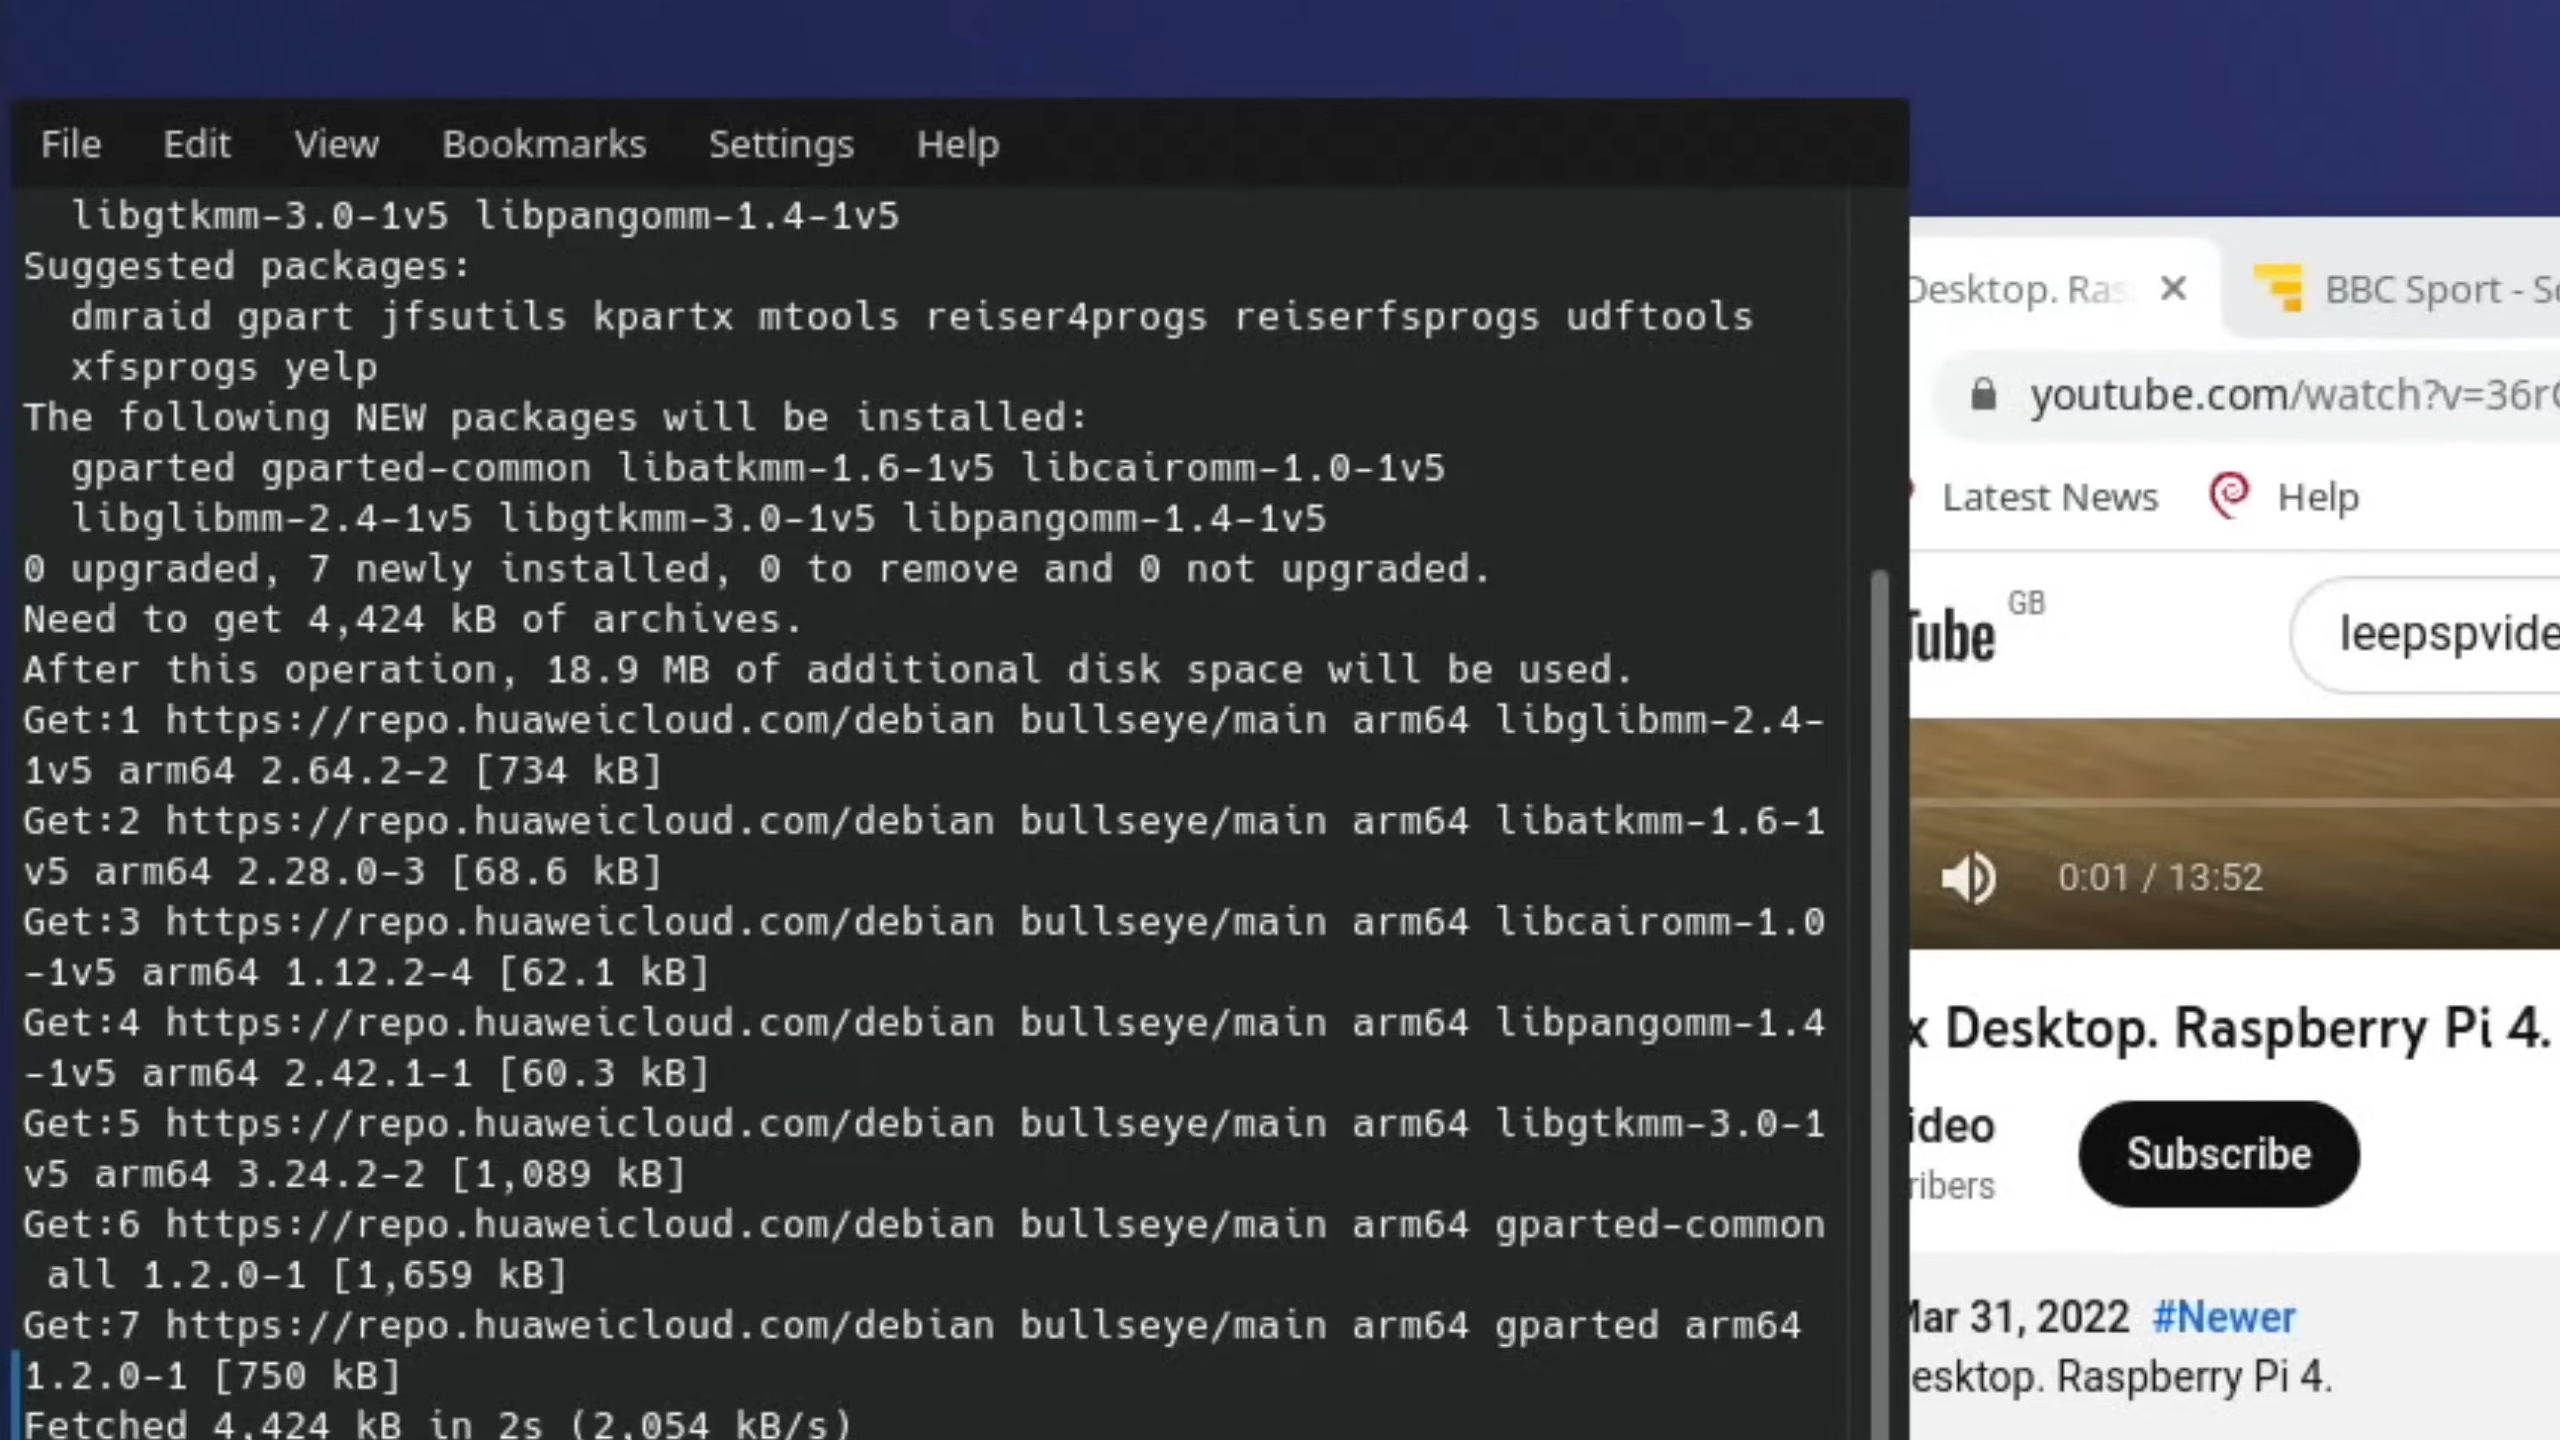 File Edit View Bookmarks Settings Help
libgtkmm-3.0-1v5 libpangomm-1.4-1v5
Suggested packages:
dmraid gpart jfsutils kpartx mtools reiser4progs reiserfsprogs udftools
xfsprogs yelp
The following NEW packages will be installed:
gparted gparted-common libatkmm-1.6-1v5 libcairomm-1.0-1v5
libglibmm-2.4-1v5 libgtkmm-3.0-1v5 libpangomm-1.4-1v5
0 upgraded, 7 newly installed, 0 to remove and 0 not upgraded.
Need to get 4,424 kB of archives.
After this operation, 18.9 MB of additional disk space will be used.
Get:1 https://repo.huaweicloud.com/debian bullseye/main arm64 libglibmm-2.4-
1v5 arm64 2.64.2-2 [734 kB]
Get:2 https://repo.huaweicloud.com/debian bullseye/main arm64 libatkmm-1.6-1
v5 arm64 2.28.0-3 [68.6 kB]
Get:3 https://repo.huaweicloud.com/debian bullseye/main arm64 libcairomm-1.0
-1v5 arm64 1.12.2-4 [62.1 kB]
Get:4 https://repo.huaweicloud.com/debian bullseye/main arm64 libpangomm-1.4
-1v5 arm64 2.42.1-1 [60.3 kB]
Get:5 https://repo.huaweicloud.com/debian bullseye/main arm64 libgtkmm-3.0-1
v5 arm64 3.24.2-2 [1,089 kB]
Get:6 https://repo.huaweicloud.com/debian bullseye/main arm64 gparted-common
all 1.2.0-1 [1,659 kB]
Get:7 https://repo.huaweicloud.com/debian bullseye/main arm64 gparted arm64
1.2.0-1 [750 kB]
Fetched 4,424 kB in 2s (2,054 kB/s)
Desktop. Ras
BBC Sport - S
youtube.com/watch?v=36r
Latest News Help
Tube GB
leepspvide
0:01 / 13:52
x Desktop. Raspberry Pi 4.
ideo
ribers
Subscribe
Mar 31, 2022 #Newer
esktop. Raspberry Pi 4.